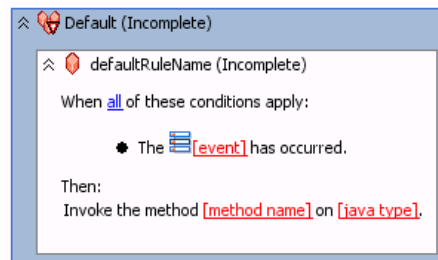 Default (Incomplete)
defaultRuleName (Incomplete)
When all of these conditions apply:
The [event] has occurred.
Then:
Invoke the method [method name] on [java type].